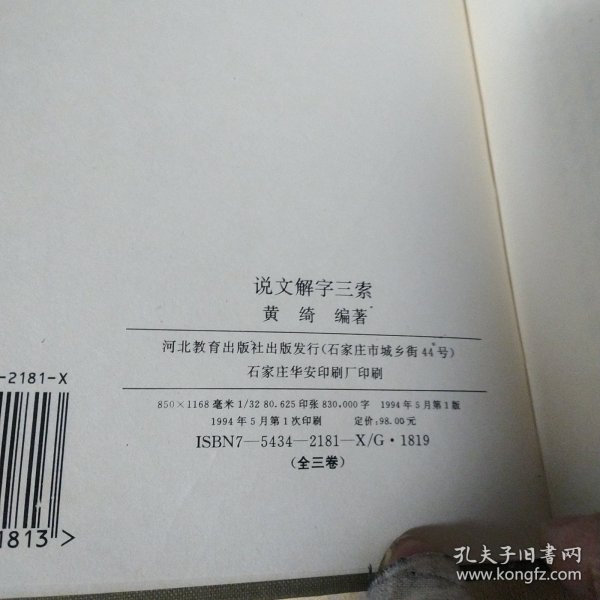 说文解字三索
黄 绮 编著
河北教育出版社出版发行(石家庄市城乡街44号)
石家庄华安印刷厂印刷
850×1168毫米1/32 80.625印张 830.000字 1994年5月第1版
1994年5月第1次印刷 定价:98.00元
ISBN7—5434—2181—X/G·1819
(全三卷)
-2181-X
1813>
孔夫子旧书网
www.kongfz.com